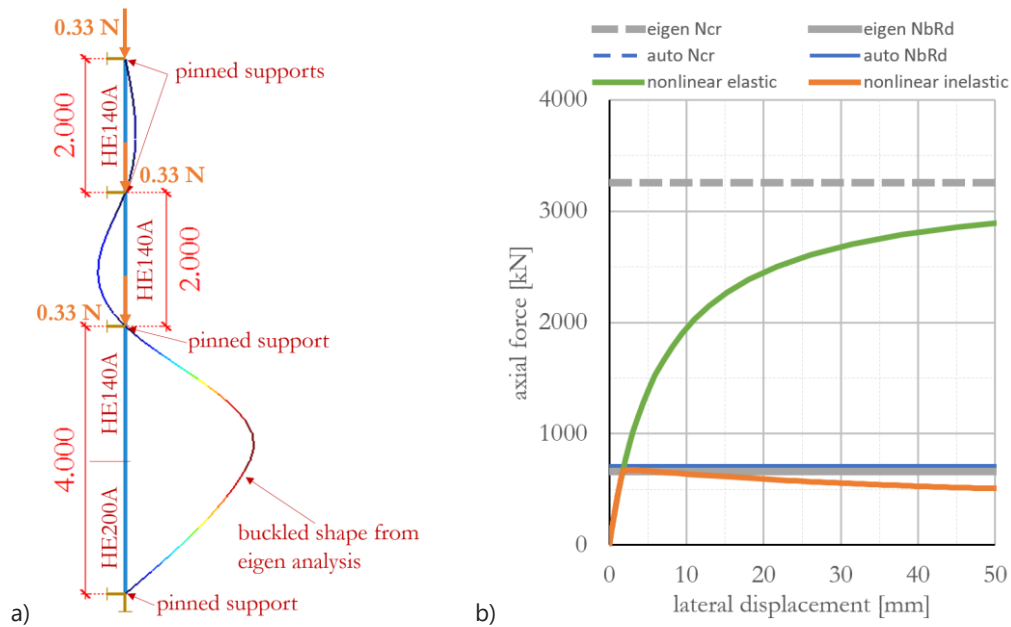 0.33 N
pinned supports
2.000
HE140A
0.33 N
HE140A
2.000
0.33 N
pinned support
HE140A
4.000
HE200A
buckled shape from
eigen analysis
pinned support
a)
eigen Ncr
eigen NbRd
auto Ncr
auto NbRd
nonlinear elastic
nonlinear inelastic
axial force [kN]
4000
3000
2000
1000
0
0 10 20 30 40 50
lateral displacement [mm]
b)